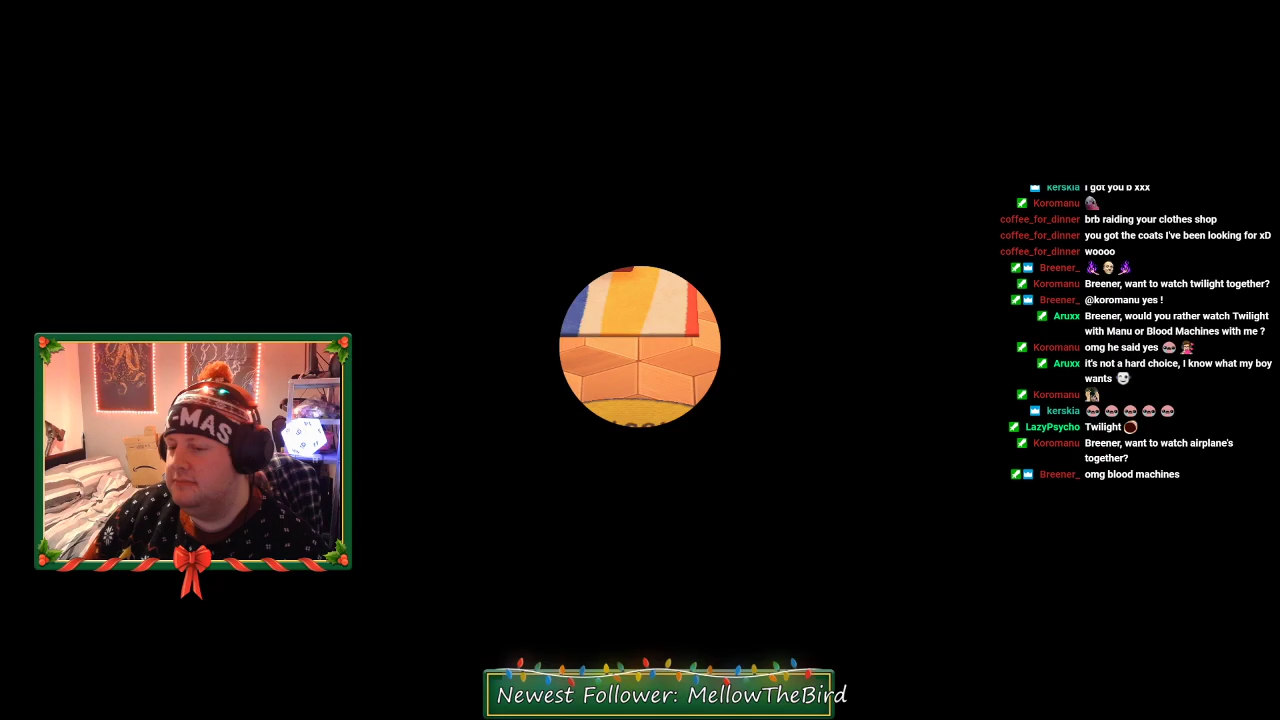 kerskia I got you b xxx
Koromanu
coffee_for_dinner brb raiding your clothes shop
coffee_for_dinner you got the coats I've been looking for xD
coffee_for_dinner woooo
Breener_
Koromanu Breener, want to watch twilight together?
Breener_ @koromanu yes !
Aruxx Breener, would you rather watch Twilight
with Manu or Blood Machines with me ?
Koromanu omg he said yes
Aruxx it's not a hard choice, I know what my boy
wants
Koromanu
kerskia
LazyPsycho Twilight
Koromanu Breener, want to watch airplane's
together?
Breener_ omg blood machines
-MAS
Newest Follower: MellowTheBird